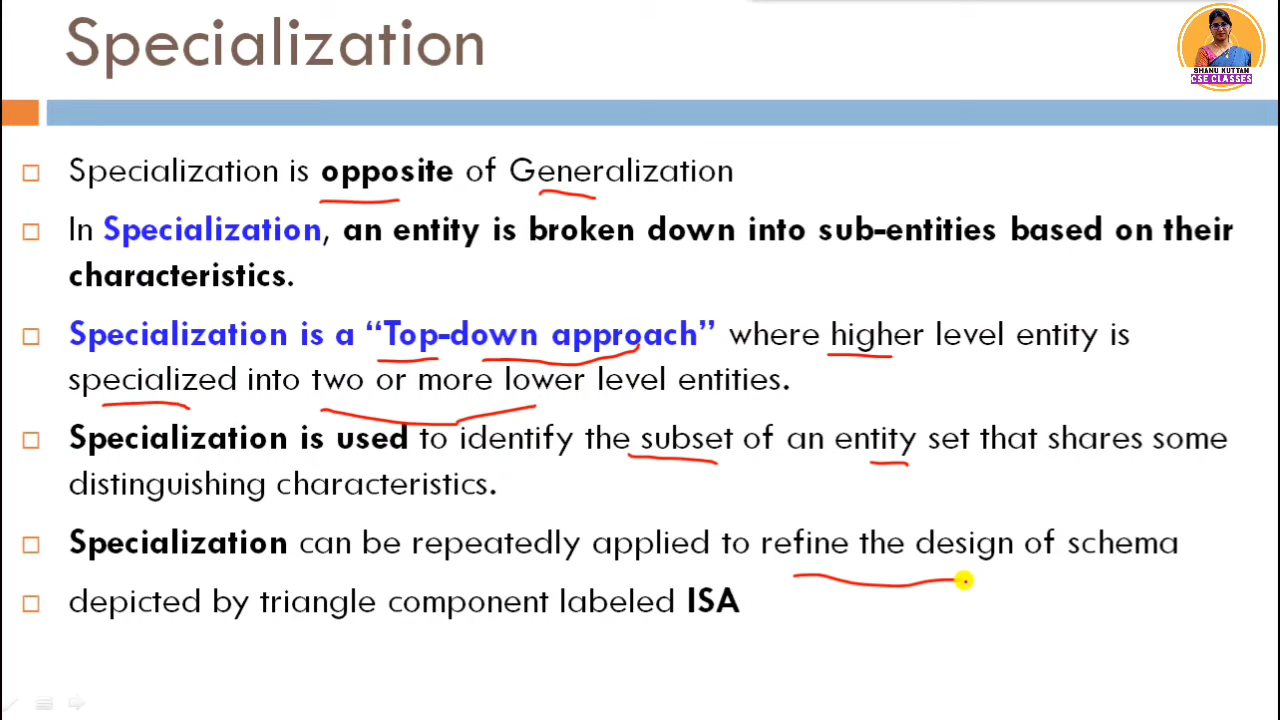 Specialization
BHANU KUTTAN
CSE CLASSES
Specialization is opposite of Generalization
In Specialization, an entity is broken down into sub-entities based on their
characteristics.
Specialization is a “Top-down approach” where higher level entity is
specialized into two or more lower level entities.
Specialization is used to identify the subset of an entity set that shares some
distinguishing characteristics.
Specialization can be repeatedly applied to refine the design of schema
depicted by triangle component labeled ISA